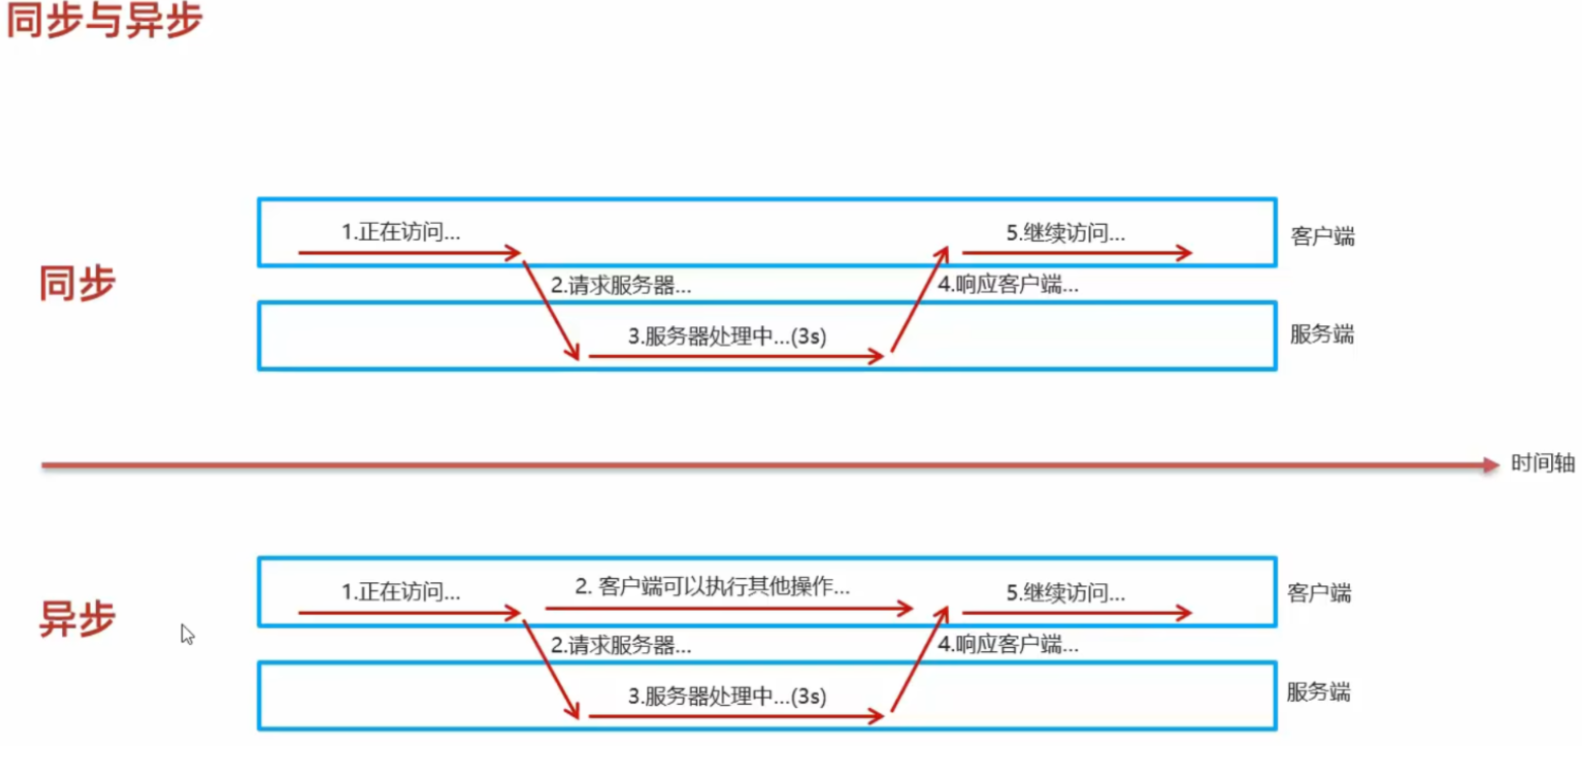 同步与异步
1.正在访问...
5.继续访问...
客户端
同步
2.请求服务器...
4.响应客户端...
3.服务器处理中...(3s)
服务端
时间轴
1.正在访问...
2. 客户端可以执行其他操作...
5.继续访问...
客户端
异步
2.请求服务器...
4.响应客户端...
3.服务器处理中...(3s)
服务端